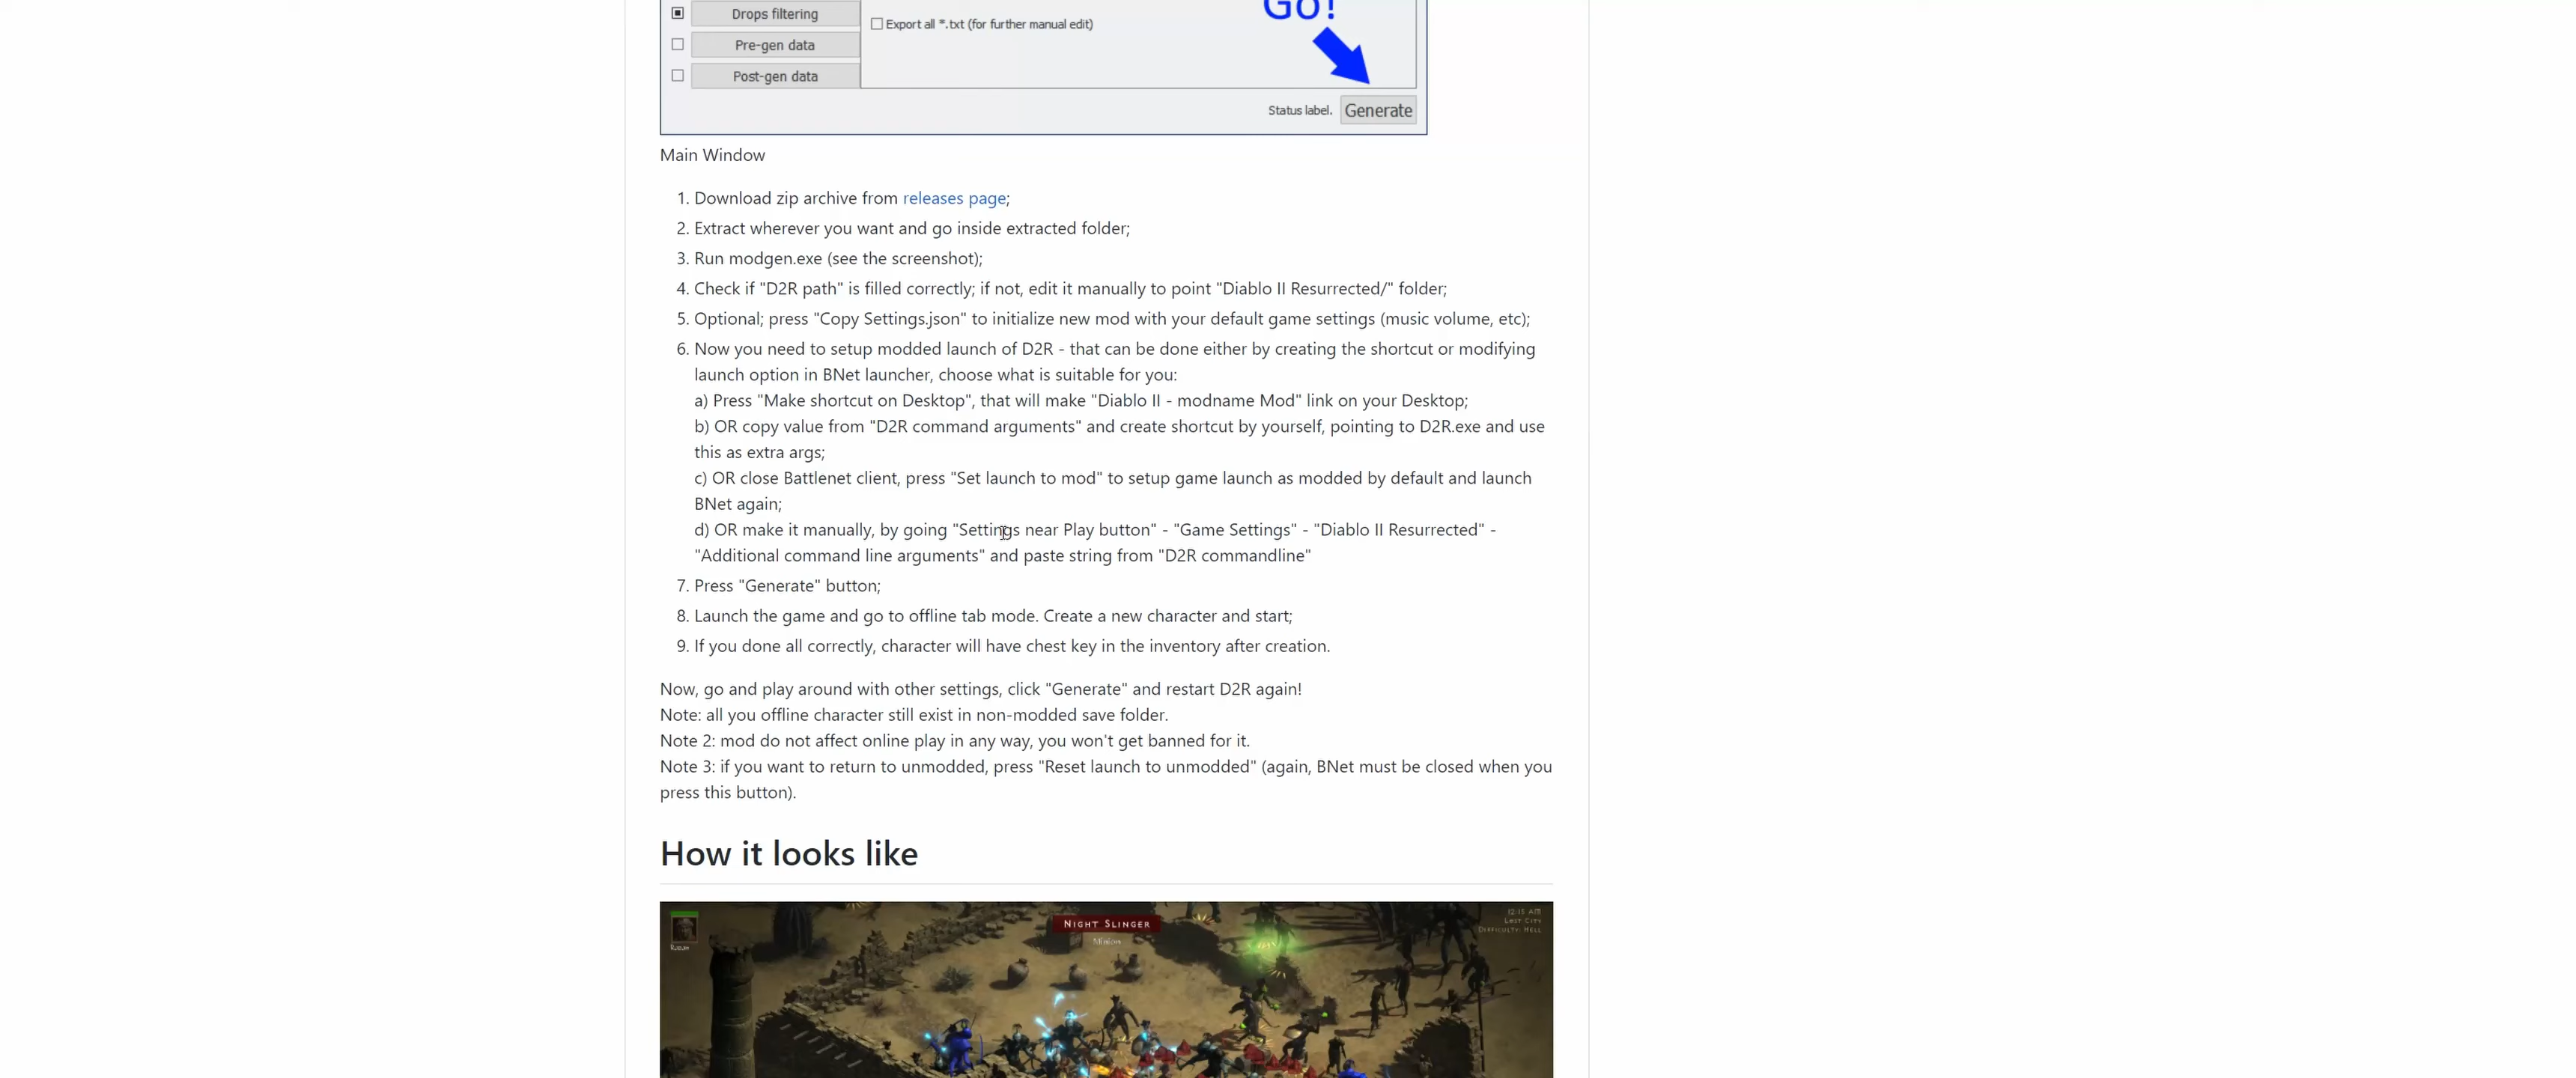 Drops filtering
Export all *.txt (for further manual edit)
Go!
Pre-gen data
Post-gen data
Status label. Generate
Main Window
1. Download zip archive from releases page;
2. Extract wherever you want and go inside extracted folder;
3. Run modgen.exe (see the screenshot);
4. Check if "D2R path" is filled correctly; if not, edit it manually to point "Diablo II Resurrected/" folder;
5. Optional; press "Copy Settings.json" to initialize new mod with your default game settings (music volume, etc);
6. Now you need to setup modded launch of D2R - that can be done either by creating the shortcut or modifying
launch option in BNet launcher, choose what is suitable for you:
a) Press "Make shortcut on Desktop", that will make "Diablo II - modname Mod" link on your Desktop;
b) OR copy value from "D2R command arguments" and create shortcut by yourself, pointing to D2R.exe and use
this as extra args;
c) OR close Battlenet client, press "Set launch to mod" to setup game launch as modded by default and launch
BNet again;
d) OR make it manually, by going "Settings near Play button" - "Game Settings" - "Diablo II Resurrected" -
"Additional command line arguments" and paste string from "D2R commandline"
7. Press "Generate" button;
8. Launch the game and go to offline tab mode. Create a new character and start;
9. If you done all correctly, character will have chest key in the inventory after creation.
Now, go and play around with other settings, click "Generate" and restart D2R again!
Note: all you offline character still exist in non-modded save folder.
Note 2: mod do not affect online play in any way, you won't get banned for it.
Note 3: if you want to return to unmodded, press "Reset launch to unmodded" (again, BNet must be closed when you
press this button).
How it looks like
NIGHT SLINGER
Minion
12:15 AM
LOST CITY
DIFFICULTY: HELL